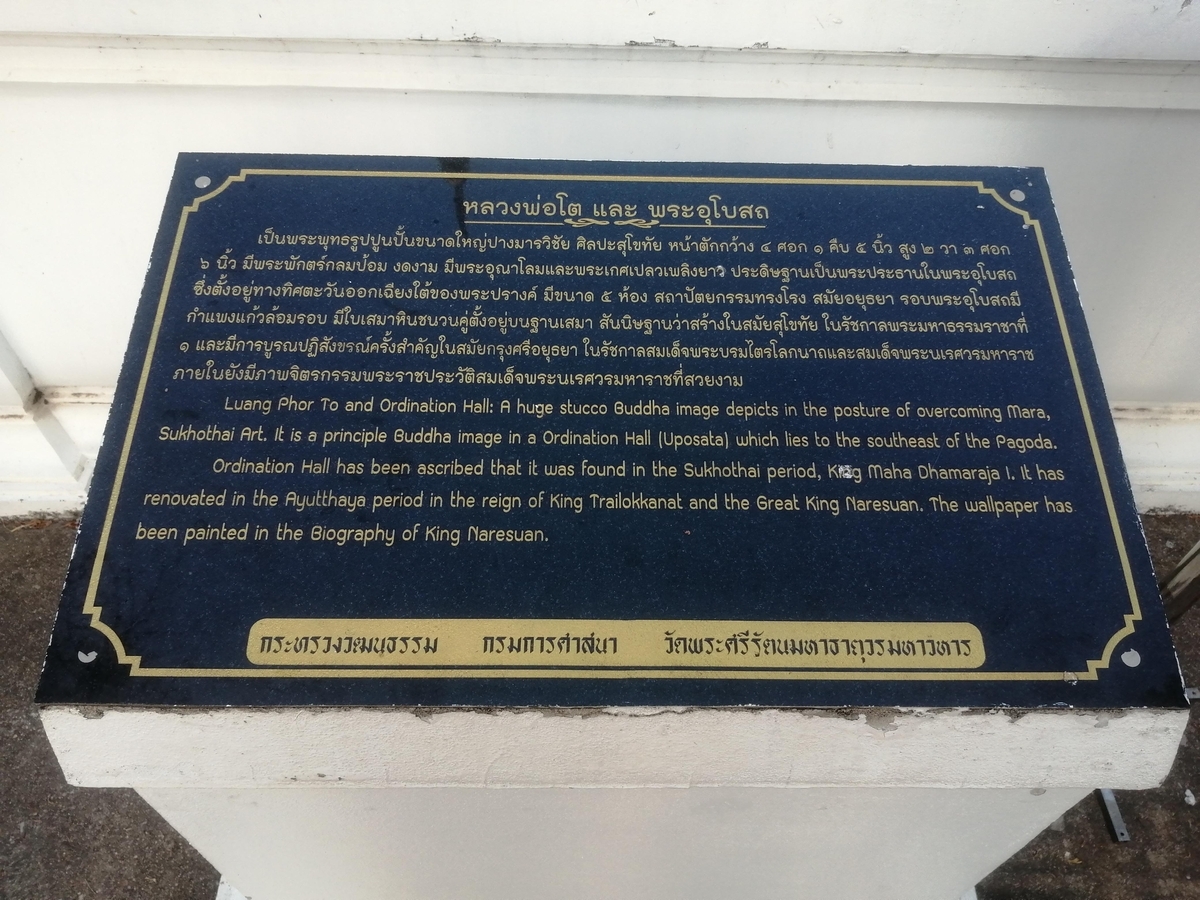 หลวงพ่อโต และ พระอุโบสถ
เป็นพระพุทธรูปปูนปั้นขนาดใหญ่ปางมารวิชัย ศิลปะสุโขทัย หน้าตักกว้าง ๔ ศอก ๑ คืบ ๕ นิ้ว สูง ๒ วา ๓ ศอก
๖ นิ้ว มีพระพักตร์กลมป้อม งดงาม มีพระอุณาโลมและพระเกศเปลวเพลิงยาว ประดิษฐานเป็นพระประธานในพระอุโบสถ
ซึ่งตั้งอยู่ทางทิศตะวันออกเฉียงใต้ของพระปรางค์ มีขนาด ๕ ห้อง สถาปัตยกรรมทรงโรง สมัยอยุธยา รอบพระอุโบสถมี
กำแพงแก้วล้อมรอบ มีใบเสมาหินชนวนคู่ตั้งอยู่บนฐานเสมา สันนิษฐานว่าสร้างในสมัยสุโขทัย ในรัชกาลพระมหาธรรมราชาที่
๑ และมีการบูรณปฏิสังขรณ์ครั้งสำคัญในสมัยกรุงศรีอยุธยา ในรัชกาลสมเด็จพระบรมไตรโลกนาถและสมเด็จพระนเรศวรมหาราช
ภายในยังมีภาพจิตรกรรมพระราชประวัติสมเด็จพระนเรศวรมหาราชที่สวยงาม
Luang Phor To and Ordination Hall: A huge stucco Buddha image depicts in the posture of overcoming Mara,
Sukhothai Art. It is a principle Buddha image in a Ordination Hall (Uposata) which lies to the southeast of the Pagoda.
Ordination Hall has been ascribed that it was found in the Sukhothai period, King Maha Dhamaraja I. It has
renovated in the Ayutthaya period in the reign of King Trailokkanat and the Great King Naresuan. The wallpaper has
been painted in the Biography of King Naresuan.
กระทรวงวัฒนธรรม กรมการศาสนา วัดพระศรีรัตนมหาธาตุวรมหาวิหาร